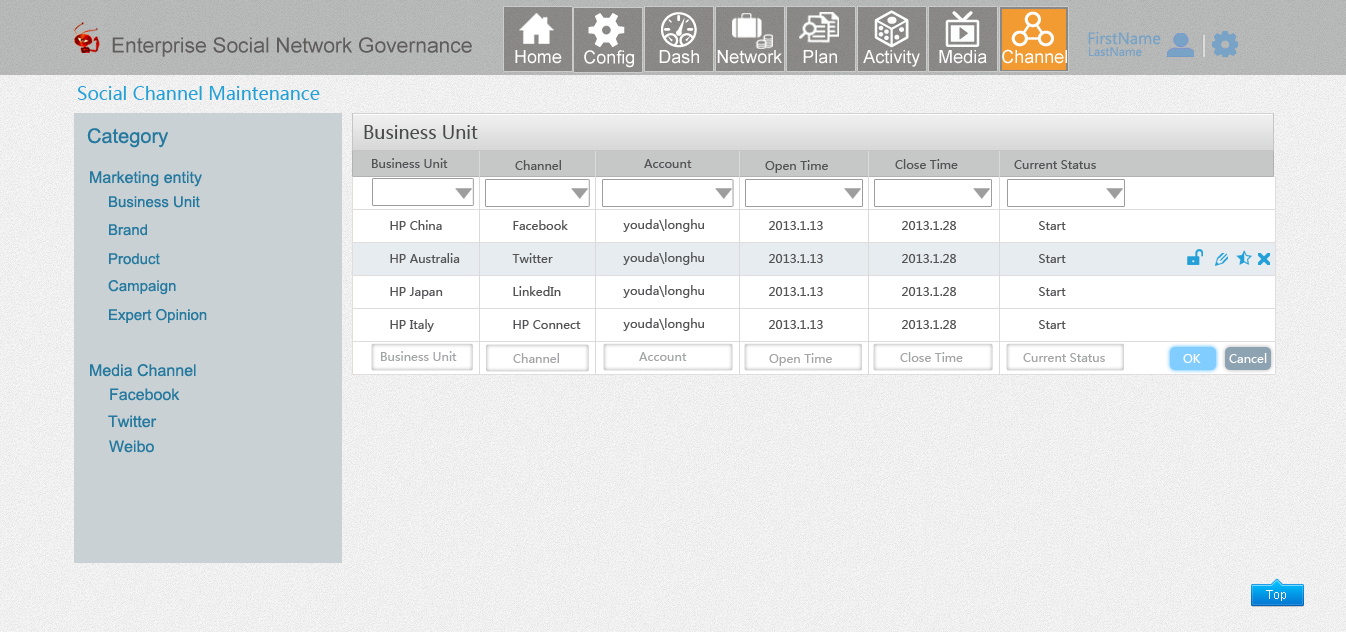 Enterprise Social Network Governance
Home Config Dash Network Plan Activity Media Channel
FirstName
LastName
Social Channel Maintenance
Category
Marketing entity
Business Unit
Brand
Product
Campaign
Expert Opinion
Media Channel
Facebook
Twitter
Weibo
Business Unit
Business Unit Channel Account Open Time Close Time Current Status
HP China Facebook youda\longhu 2013.1.13 2013.1.28 Start
HP Australia Twitter youda\longhu 2013.1.13 2013.1.28 Start
HP Japan LinkedIn youda\longhu 2013.1.13 2013.1.28 Start
HP Italy HP Connect youda\longhu 2013.1.13 2013.1.28 Start
Business Unit Channel Account Open Time Close Time Current Status OK Cancel
Top